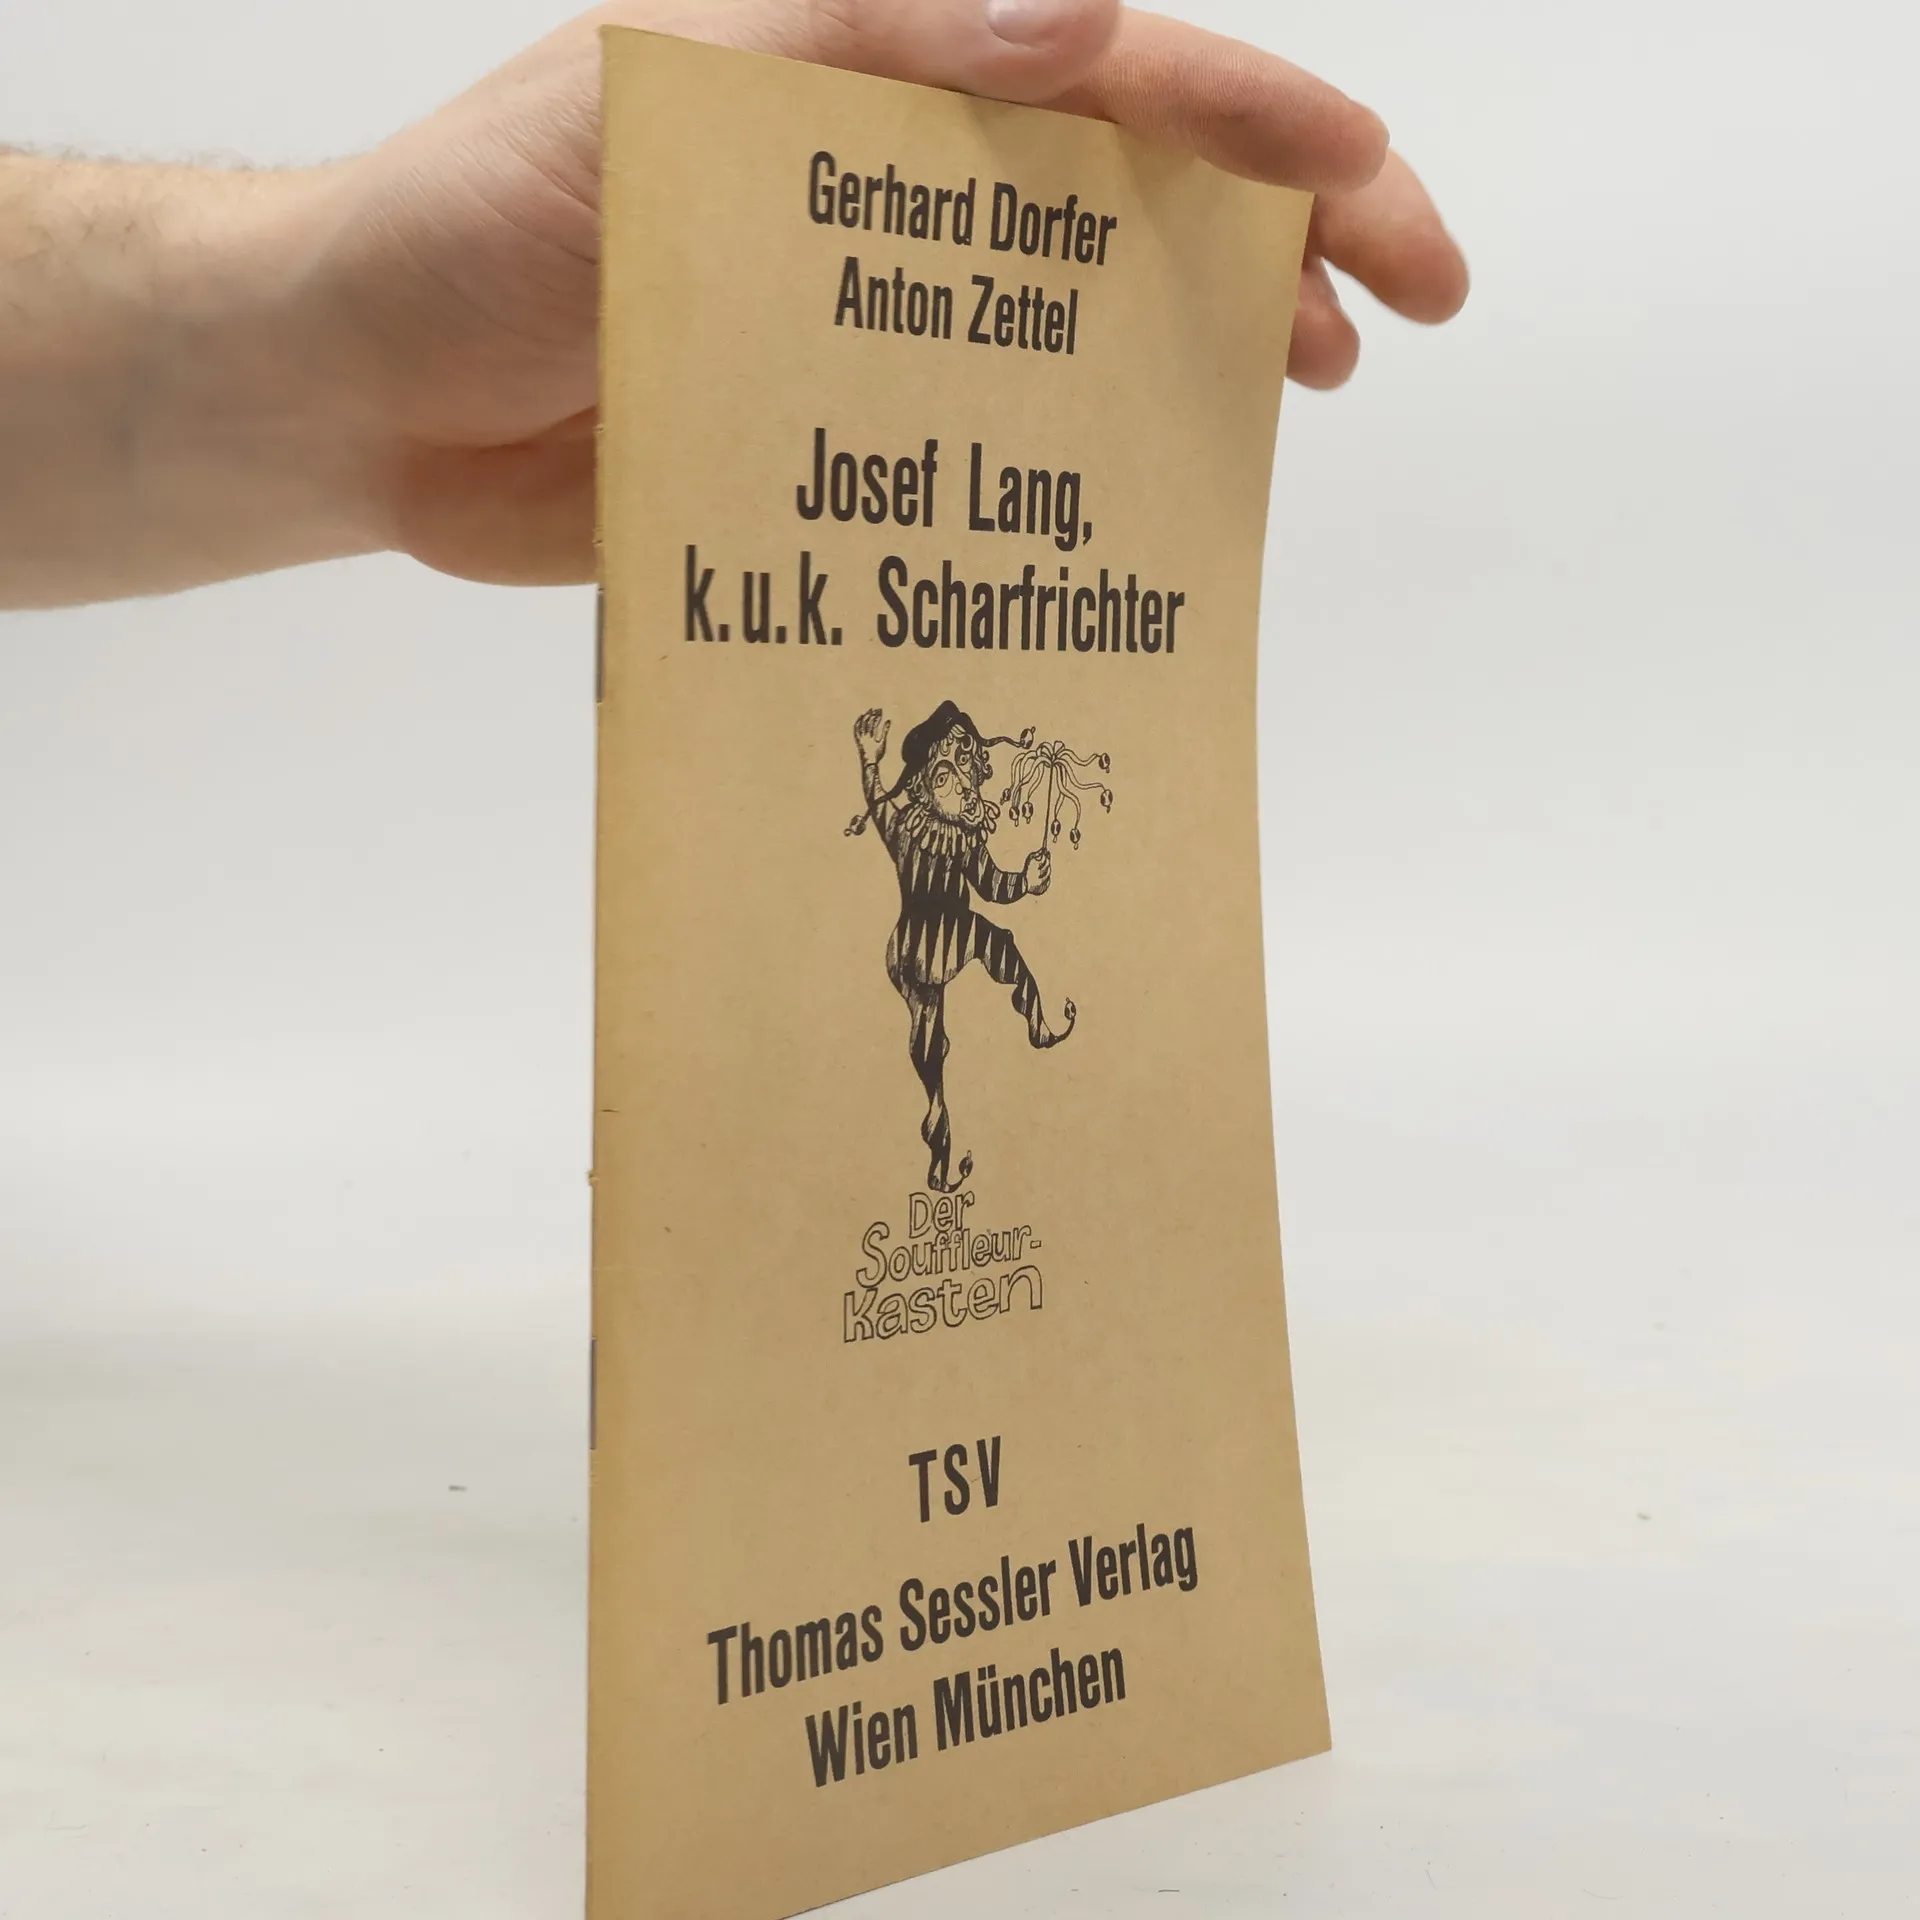 Gerhard Dorfer
Anton Zettel
Josef Lang,
k.u.k. Scharfrichter
Der
Souffleur-
Kasten
TSV
Thomas Sessler Verlag
Wien München